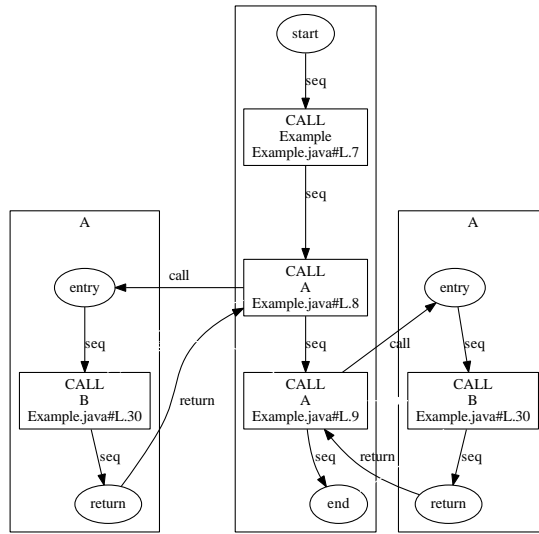 start
seq
CALL
Example
Example.java#L.7
seq
A
entry
seq
CALL
B
Example.java#L.30
seq
return
call
CALL
A
Example.java#L.8
seq
return
CALL
A
Example.java#L.9
seq
end
call
return
A
entry
seq
CALL
B
Example.java#L.30
seq
return